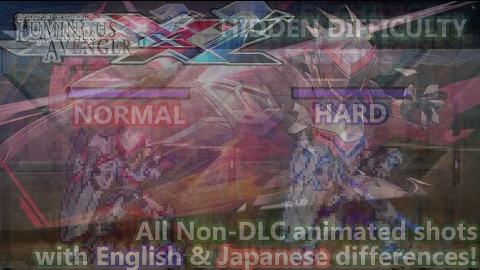 HIDDEN DIFFICULTY
LUMINOUS
AVENGER
NORMAL
HARD
All Non-DLC animated shots
with English & Japanese differences!